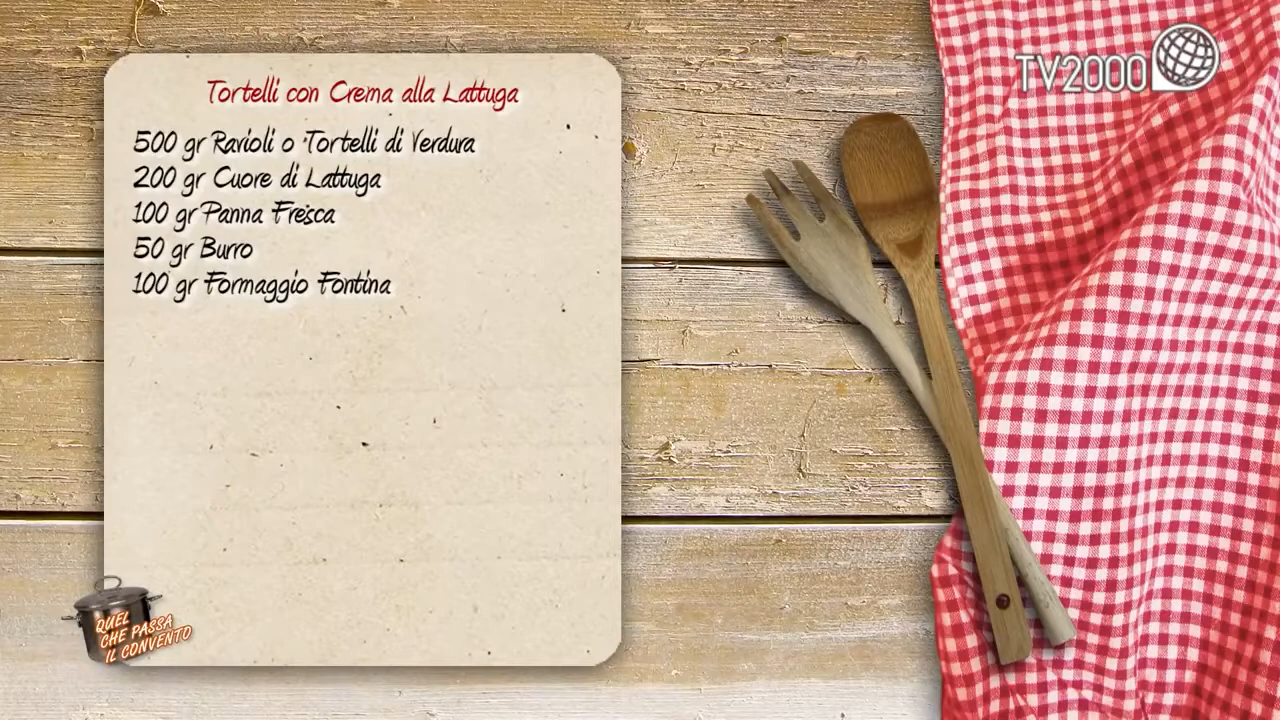 Tortelli con Crema alla Lattuga
500 gr Ravioli o Tortelli di Verdura
200 gr Cuore di Lattuga
100 gr Panna Fresca
50 gr Burro
100 gr Formaggio Fontina
TV2000
QUEL
CHE PASSA
IL CONVENTO